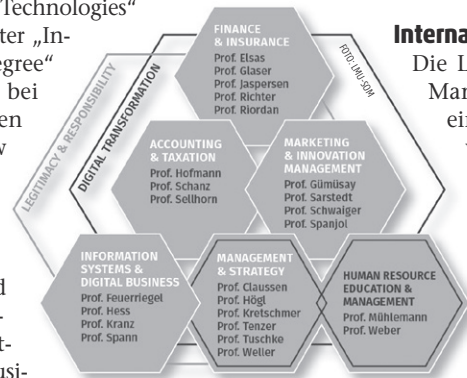 Technologies“
ter „In-
egree“
bei
en
w
d
-
t-
usi-
LEGITIMACY & RESPONSIBILITY
DIGITAL TRANSFORMATION
FOTO: LMU-SOM
FINANCE
& INSURANCE
Prof. Elsas
Prof. Glaser
Prof. Jaspersen
Prof. Richter
Prof. Riordan
ACCOUNTING
& TAXATION
Prof. Hofmann
Prof. Schanz
Prof. Sellhorn
MARKETING
& INNOVATION
MANAGEMENT
Prof. Gümüsay
Prof. Sarstedt
Prof. Schwaiger
Prof. Spanjol
INFORMATION
SYSTEMS &
DIGITAL BUSINESS
Prof. Feuerriegel
Prof. Hess
Prof. Kranz
Prof. Spann
MANAGEMENT
& STRATEGY
Prof. Claussen
Prof. Högl
Prof. Kretschmer
Prof. Tenzer
Prof. Tuschke
Prof. Weller
HUMAN RESOURCE
EDUCATION &
MANAGEMENT
Prof. Mühlemann
Prof. Weber
Interna
Die L
Mar
ei